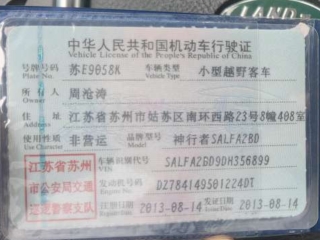 中华人民共和国机动车行驶证
Vehicle License of the People's Republic of China
号牌号码 苏E9058K 车辆类型 小型越野客车
Plate No. Vehicle Type
所有人 周沧涛
Owner
住址 江苏省苏州市姑苏区南环西路23号8幢408室
Address
使用性质 非营运 品牌型号 神行者SALFA2BD
Use Character Model
江苏省苏州 车辆识别代号 SALFA2BD9DH356899
VIN
市公安局交通 发动机号码 DZ784149S01224DT
Engine No.
巡逻警察支队 注册日期 2013-08-14 发证日期 2013-08-14
Register Date Issue Date